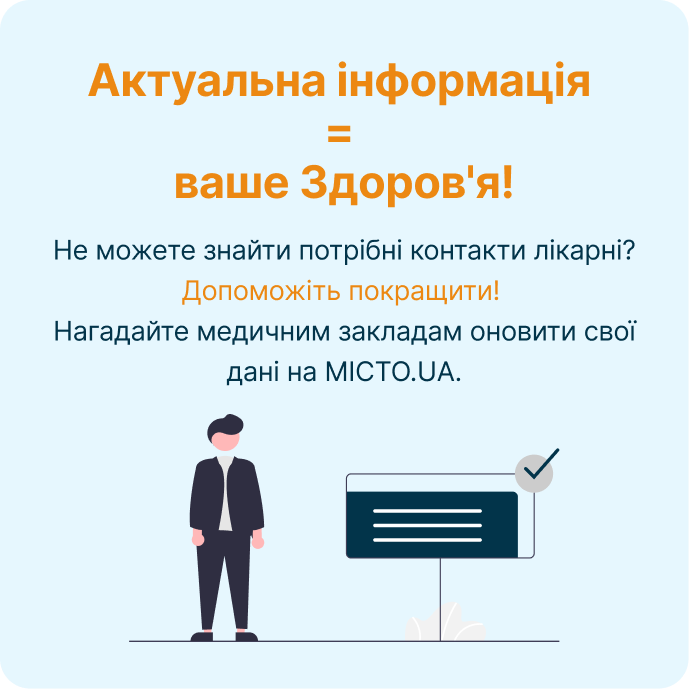 Актуальна інформація
=
ваше Здоров'я!
Не можете знайти потрібні контакти лікарні?
Допоможіть покращити!
Нагадайте медичним закладам оновити свої
дані на МІСТО.UA.